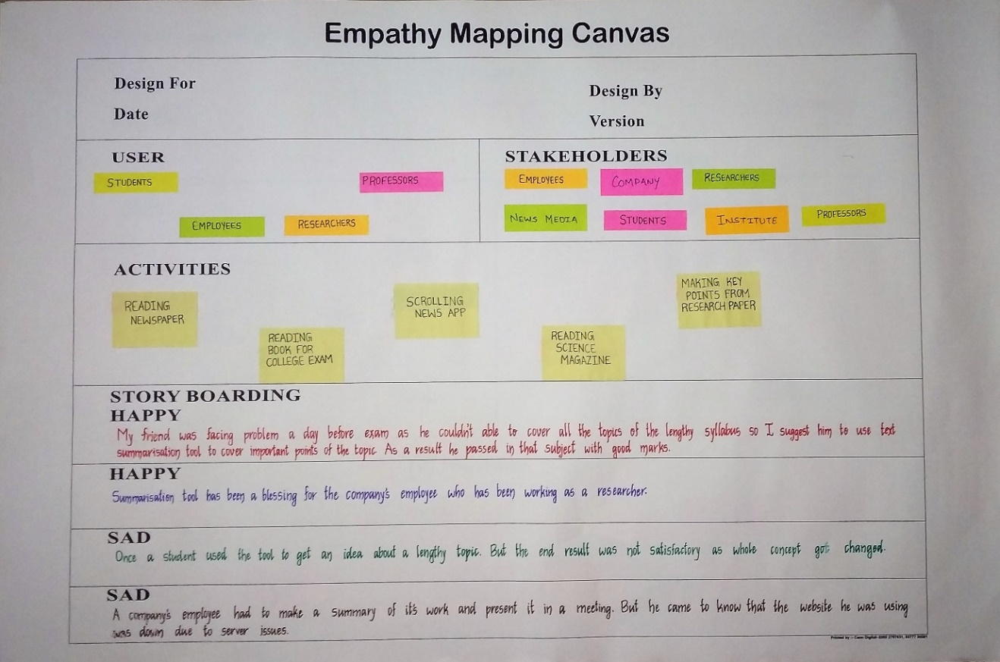 Empathy Mapping Canvas
Design For
Design By
Date
Version
USER
STUDENTS
PROFESSORS
EMPLOYEES
RESEARCHERS
STAKEHOLDERS
EMPLOYEES
COMPANY
RESEARCHERS
NEWS MEDIA
STUDENTS
INSTITUTE
PROFESSORS
ACTIVITIES
READING
NEWSPAPER
READING
BOOK FOR
COLLEGE EXAM
SCROLLING
NEWS APP
READING
SCIENCE
MAGAZINE
MAKING KEY
POINTS FROM
RESEARCH PAPER
STORY BOARDING
HAPPY
My friend was facing problem a day before exam as he couldn't able to cover all the topics of the lengthy syllabus so I suggest him to use text
summarisation tool to cover important points of the topic As a result he passed in that subject with good marks.
HAPPY
Summarisation tool has been a blessing for the company's employee who has been working as a researcher.
SAD
Once a student used the tool to get an idea about a lengthy topic. But the end result was not satisfactory as whole concept got changed.
SAD
A company's employee had to make a summary of it's work and present it in a meeting. But he came to know that the website he was using
was down due to server issues.